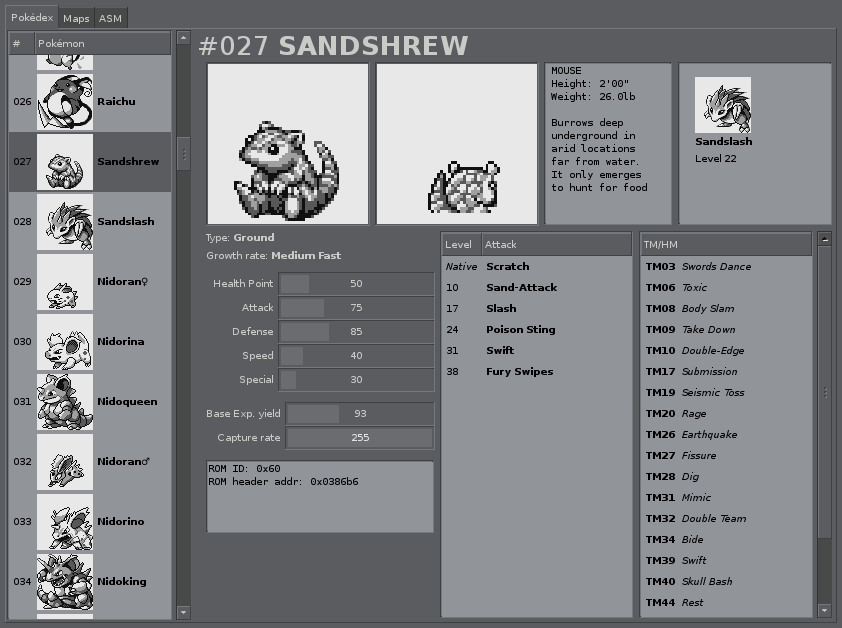 Pokédex
Maps
ASM
# Pokémon
026 Raichu
027 Sandshrew
028 Sandslash
029 Nidoran♀
030 Nidorina
031 Nidoqueen
032 Nidoran♂
033 Nidorino
034 Nidoking
#027 SANDSHREW
MOUSE
Height: 2'00"
Weight: 26.0lb
Burrows deep
underground in
arid locations
far from water.
It only emerges
to hunt for food
Sandslash
Level 22
Type: Ground
Growth rate: Medium Fast
Health Point 50
Attack 75
Defense 85
Speed 40
Special 30
Base Exp. yield 93
Capture rate 255
ROM ID: 0x60
ROM header addr: 0x0386b6
Level Attack
Native Scratch
10 Sand-Attack
17 Slash
24 Poison Sting
31 Swift
38 Fury Swipes
TM/HM
TM03 Swords Dance
TM06 Toxic
TM08 Body Slam
TM09 Take Down
TM10 Double-Edge
TM17 Submission
TM19 Seismic Toss
TM20 Rage
TM26 Earthquake
TM27 Fissure
TM28 Dig
TM31 Mimic
TM32 Double Team
TM34 Bide
TM39 Swift
TM40 Skull Bash
TM44 Rest